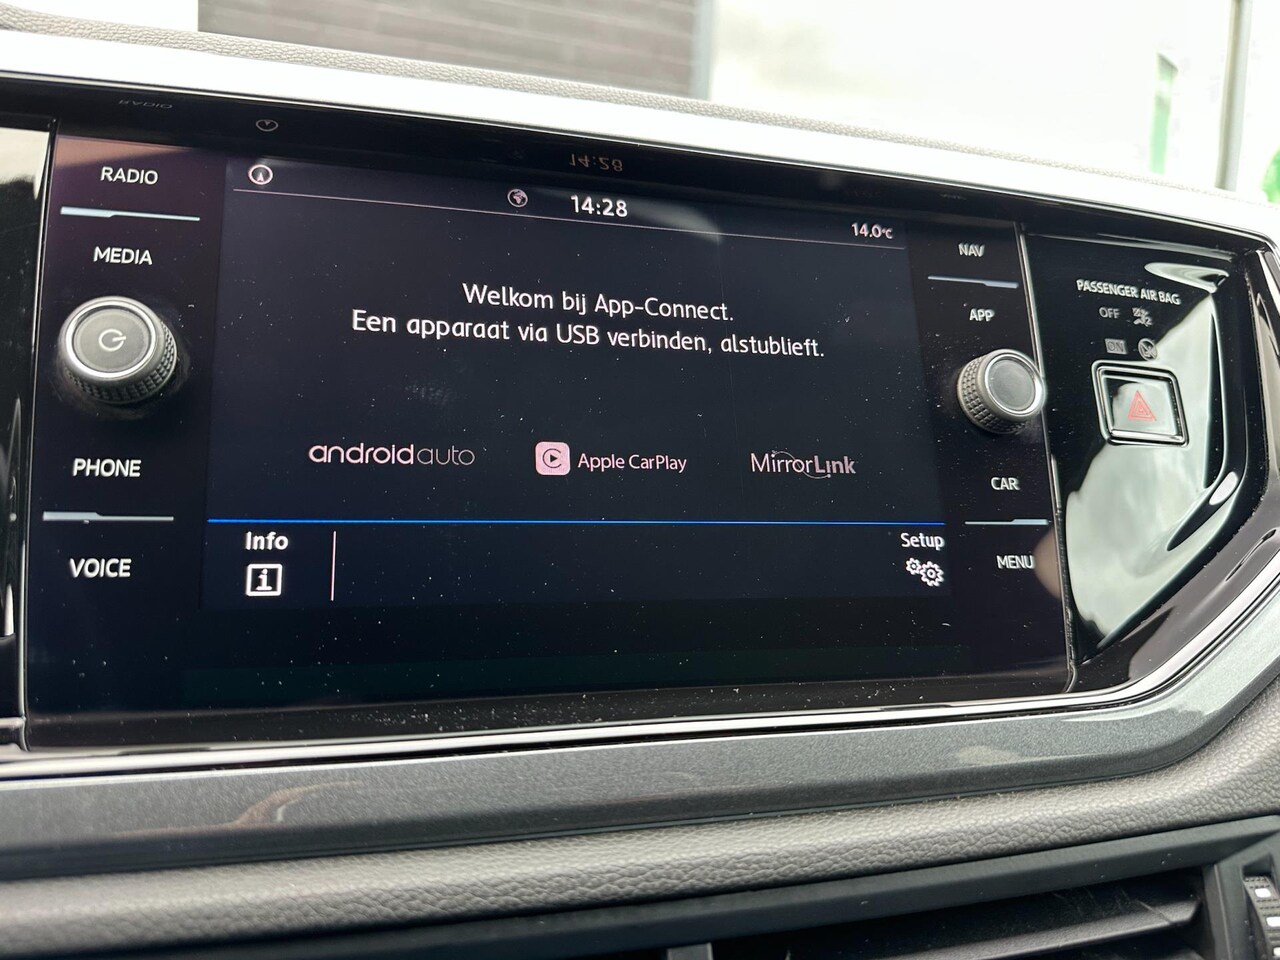 RADIO
MEDIA
PHONE
VOICE
14:28
14.0°C
Welkom bij App-Connect.
Een apparaat via USB verbinden, alstublieft.
androidauto
Apple CarPlay
MirrorLink
Info
i
Setup
NAV
APP
CAR
MENU
PASSENGER AIR BAG
OFF
ON